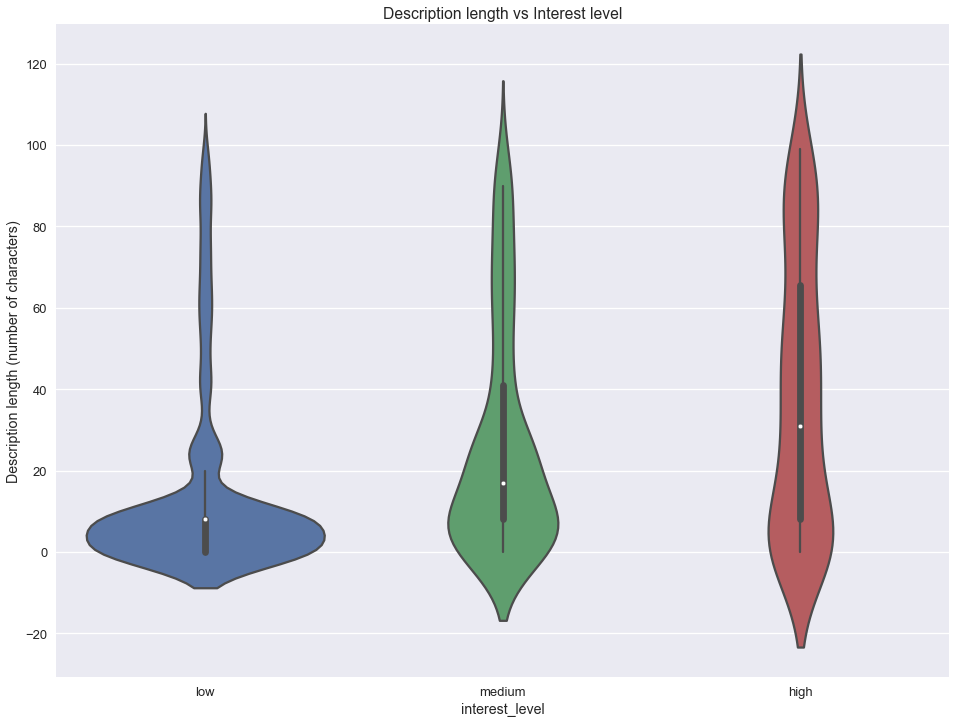 Description length vs Interest level
Description length (number of characters)
120
100
80
60
40
20
0
−20
low medium high
interest_level